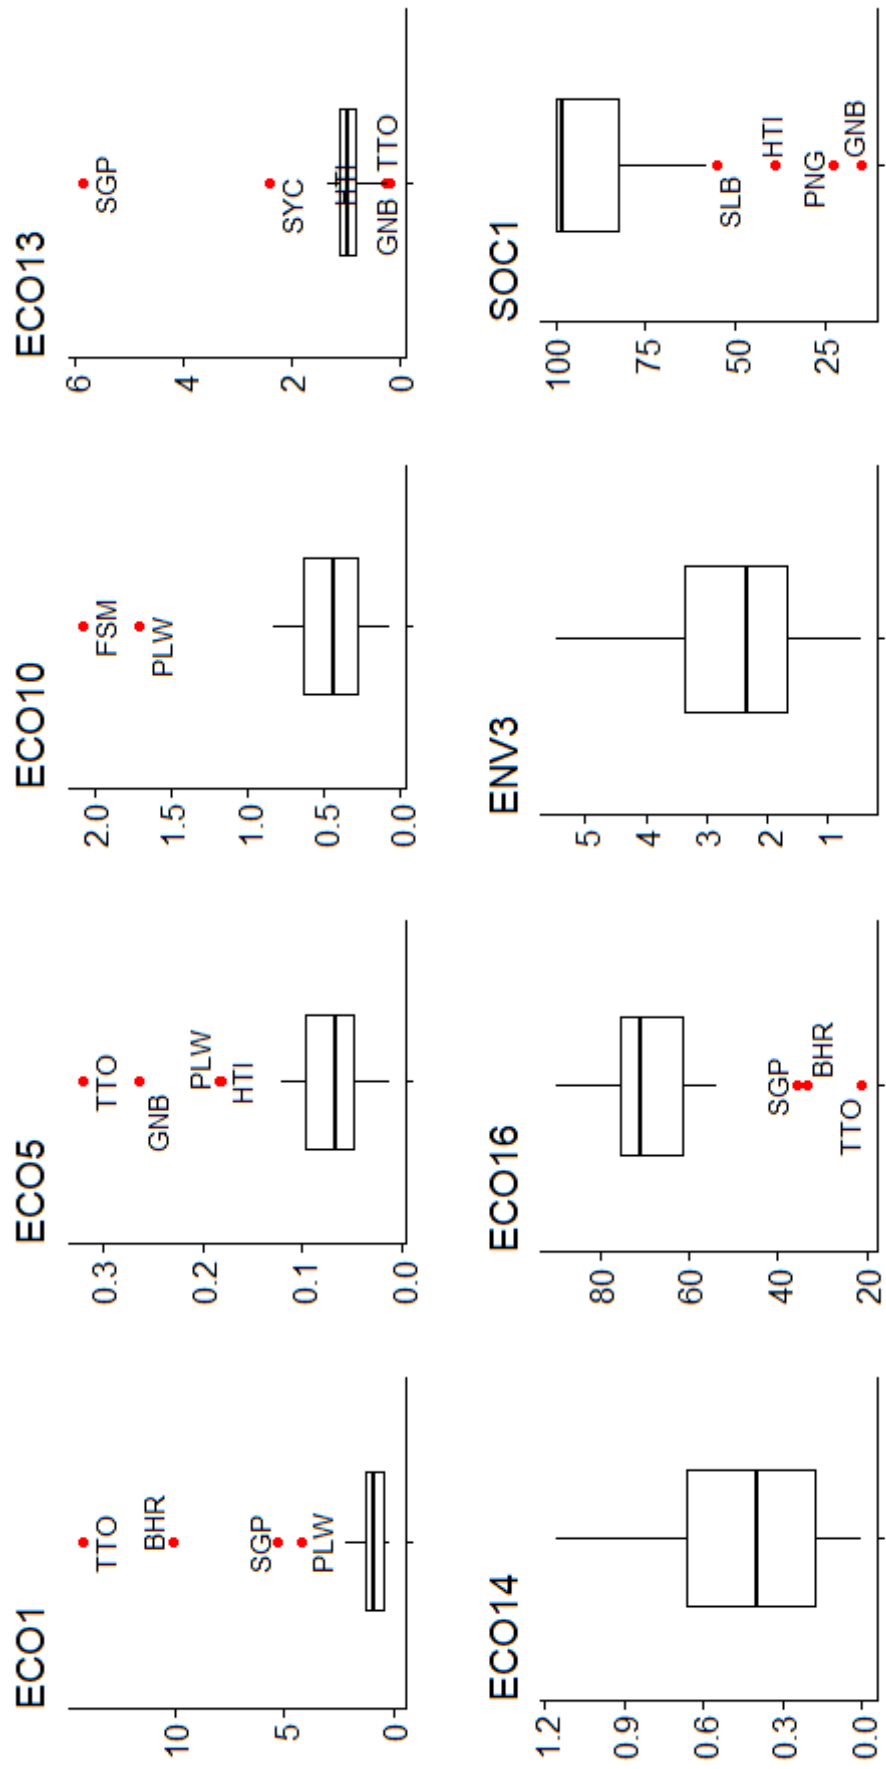 ECO1
10
5
0
TTO
BHR
SGP
PLW
ECO5
0.3
0.2
0.1
0.0
TTO
GNB
PLW
HTI
ECO10
2.0
1.5
1.0
0.5
0.0
FSM
PLW
ECO13
6
4
2
0
SGP
SYC
HTI
GNB
TTO
ECO14
1.2
0.9
0.6
0.3
0.0
ECO16
80
60
40
20
SGP
BHR
TTO
ENV3
5
4
3
2
1
SOC1
100
75
50
25
SLB
HTI
PNG
GNB